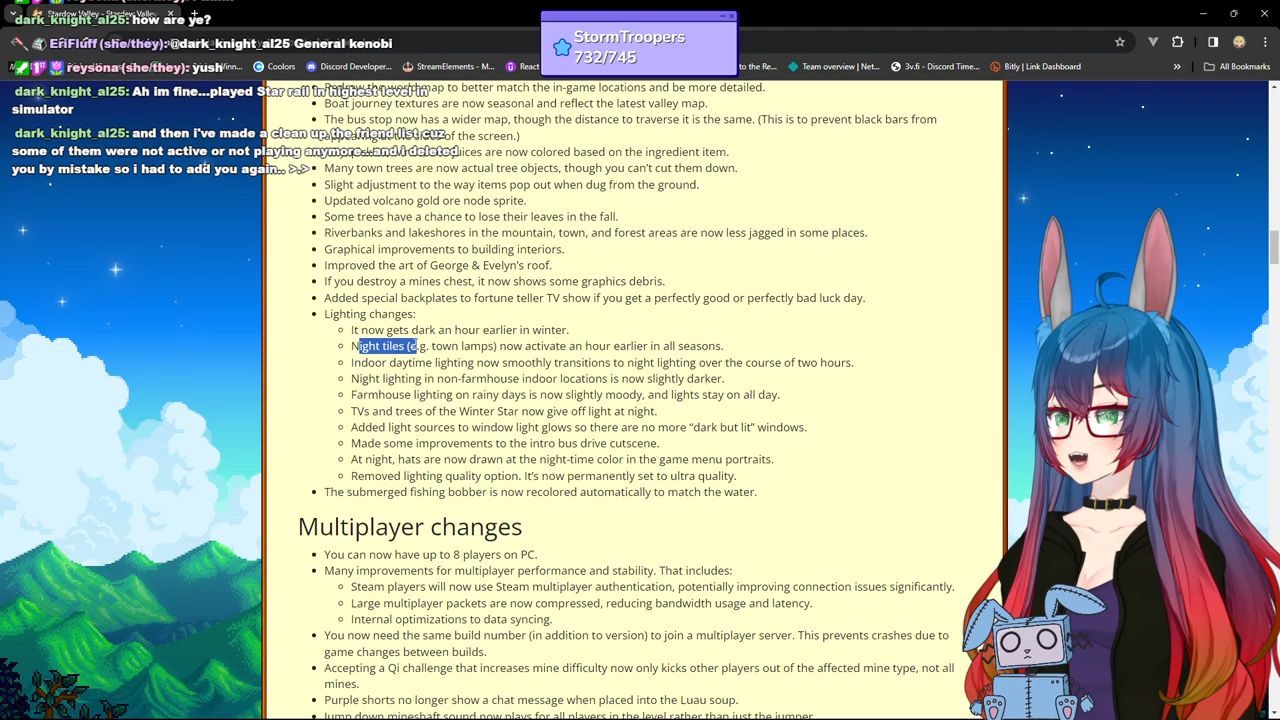 Stardew Valley - Stardew Valley
dark_knight_al25: how are ye?
EriFluff (she/they): @dark_knight_al25 General kenobi
(she/they): yush
dark_knight_al25: Ah im fine...played Star rail in highest level in
simulator
dark_knight_al25: and then i've made a clean up the friend list cuz
some of them were not active or not playing anymore...and i deleted
you by mistake so i had to add you again.. >.>
StormTroopers
732/745
Colors
Discord Developer...
StreamElements - M...
to the Re...
Team overview - Net...
v3.fi d - Time Cris...
All Bookmarks
map to better match the in-game locations and be more detailed.
Boat journey textures are now seasonal and reflect the latest valley map.
The bus stop now has a wider map, though the distance to traverse it is the same. (This is to prevent black bars from
of the screen.)
are now colored based on the ingredient item.
Many town trees are now actual tree objects, though you can't cut them down.
Slight adjustment to the way items pop out when dug from the ground.
Updated volcano gold ore node sprite.
Some trees have a chance to lose their leaves in the fall.
Riverbanks and lakeshores in the mountain, town, and forest areas are now less jagged in some places.
Graphical improvements to building interiors.
Improved the art of George & Evelyn's roof.
If you destroy a mines chest, it now shows some graphics debris.
Added special backplates to fortune teller TV show if you get a perfectly good or perfectly bad luck day.
Lighting changes:
It now gets dark an hour earlier in winter.
Night tiles (e.g. town lamps) now activate an hour earlier in all seasons.
Indoor daytime lighting now smoothly transitions to night lighting over the course of two hours.
Night lighting in non-farmhouse indoor locations is now slightly darker.
Farmhouse lighting on rainy days is now slightly moody, and lights stay on all day.
TVs and trees of the Winter Star now give off light at night.
Added light sources to window light glows so there are no more “dark but lit” windows.
Made some improvements to the intro bus drive cutscene.
At night, hats are now drawn at the night-time color in the game menu portraits.
Removed lighting quality option. It's now permanently set to ultra quality.
The submerged fishing bobber is now recolored automatically to match the water.
Multiplayer changes
You can now have up to 8 players on PC.
Many improvements for multiplayer performance and stability. That includes:
Steam players will now use Steam multiplayer authentication, potentially improving connection issues significantly.
Large multiplayer packets are now compressed, reducing bandwidth usage and latency.
Internal optimizations to data syncing.
You now need the same build number (in addition to version) to join a multiplayer server. This prevents crashes due to
game changes between builds.
Accepting a Qi challenge that increases mine difficulty now only kicks other players out of the affected mine type, not all
mines.
Purple shorts no longer show a chat message when placed into the Luau soup.
Jump down mineshaft sound now plays for all players in the level rather than just the jumper.